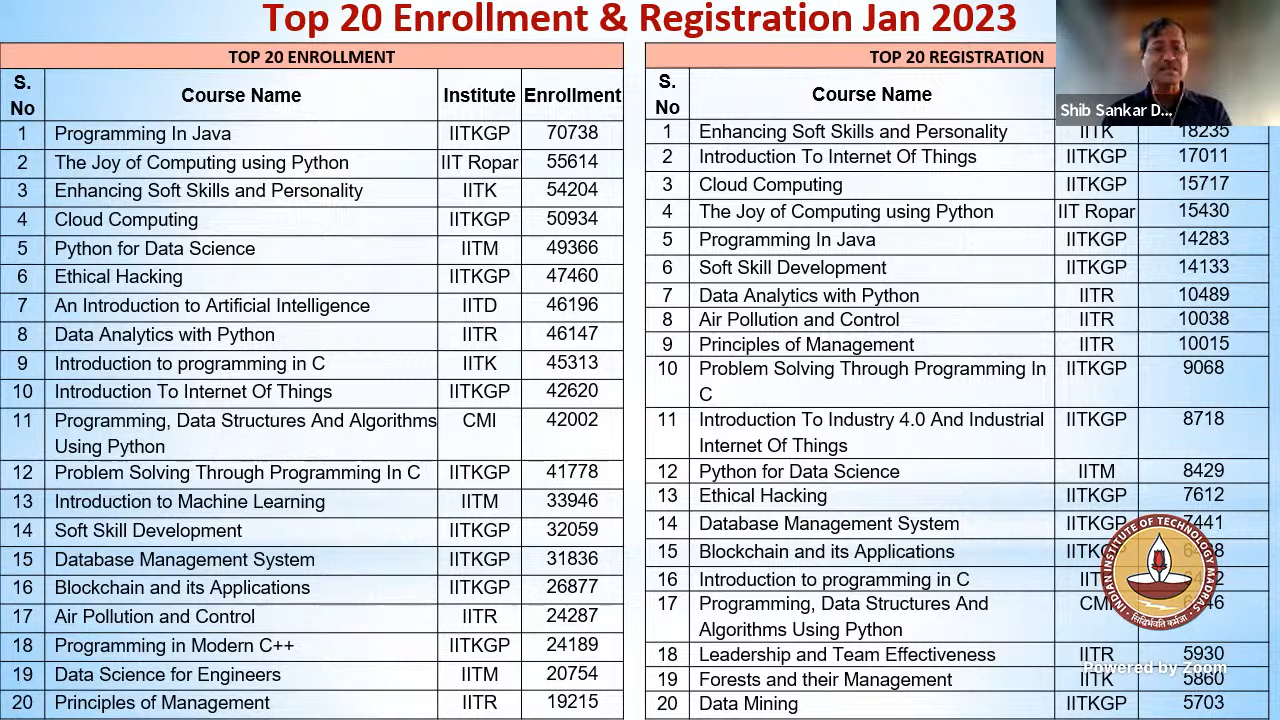 Top 20 Enrollment & Registration Jan 2023
TOP 20 ENROLLMENT
S. No Course Name Institute Enrollment
1 Programming In Java IITKGP 70738
2 The Joy of Computing using Python IIT Ropar 55614
3 Enhancing Soft Skills and Personality IITK 54204
4 Cloud Computing IITKGP 50934
5 Python for Data Science IITM 49366
6 Ethical Hacking IITKGP 47460
7 An Introduction to Artificial Intelligence IITD 46196
8 Data Analytics with Python IITR 46147
9 Introduction to programming in C IITK 45313
10 Introduction To Internet Of Things IITKGP 42620
11 Programming, Data Structures And Algorithms CMI 42002
Using Python
12 Problem Solving Through Programming In C IITKGP 41778
13 Introduction to Machine Learning IITM 33946
14 Soft Skill Development IITKGP 32059
15 Database Management System IITKGP 31836
16 Blockchain and its Applications IITKGP 26877
17 Air Pollution and Control IITR 24287
18 Programming in Modern C++ IITKGP 24189
19 Data Science for Engineers IITM 20754
20 Principles of Management IITR 19215
TOP 20 REGISTRATION
S. No Course Name
1 Enhancing Soft Skills and Personality IITK 18235
2 Introduction To Internet Of Things IITKGP 17011
3 Cloud Computing IITKGP 15717
4 The Joy of Computing using Python IIT Ropar 15430
5 Programming In Java IITKGP 14283
6 Soft Skill Development IITKGP 14133
7 Data Analytics with Python IITR 10489
8 Air Pollution and Control IITR 10038
9 Principles of Management IITR 10015
10 Problem Solving Through Programming In IITKGP 9068
C
11 Introduction To Industry 4.0 And Industrial IITKGP 8718
Internet Of Things
12 Python for Data Science IITM 8429
13 Ethical Hacking IITKGP 7612
14 Database Management System IITKGP 7441
15 Blockchain and its Applications
16 Introduction to programming in C
17 Programming, Data Structures And CMI
Algorithms Using Python
18 Leadership and Team Effectiveness IITR 5930
19 Forests and their Management IITK 5860
20 Data Mining IITKGP 5703
Shib Sankar D...
INDIAN INSTITUTE OF TECHNOLOGY MADRAS
सिद्धिर्भवति कर्मजा
Powered by Zoom